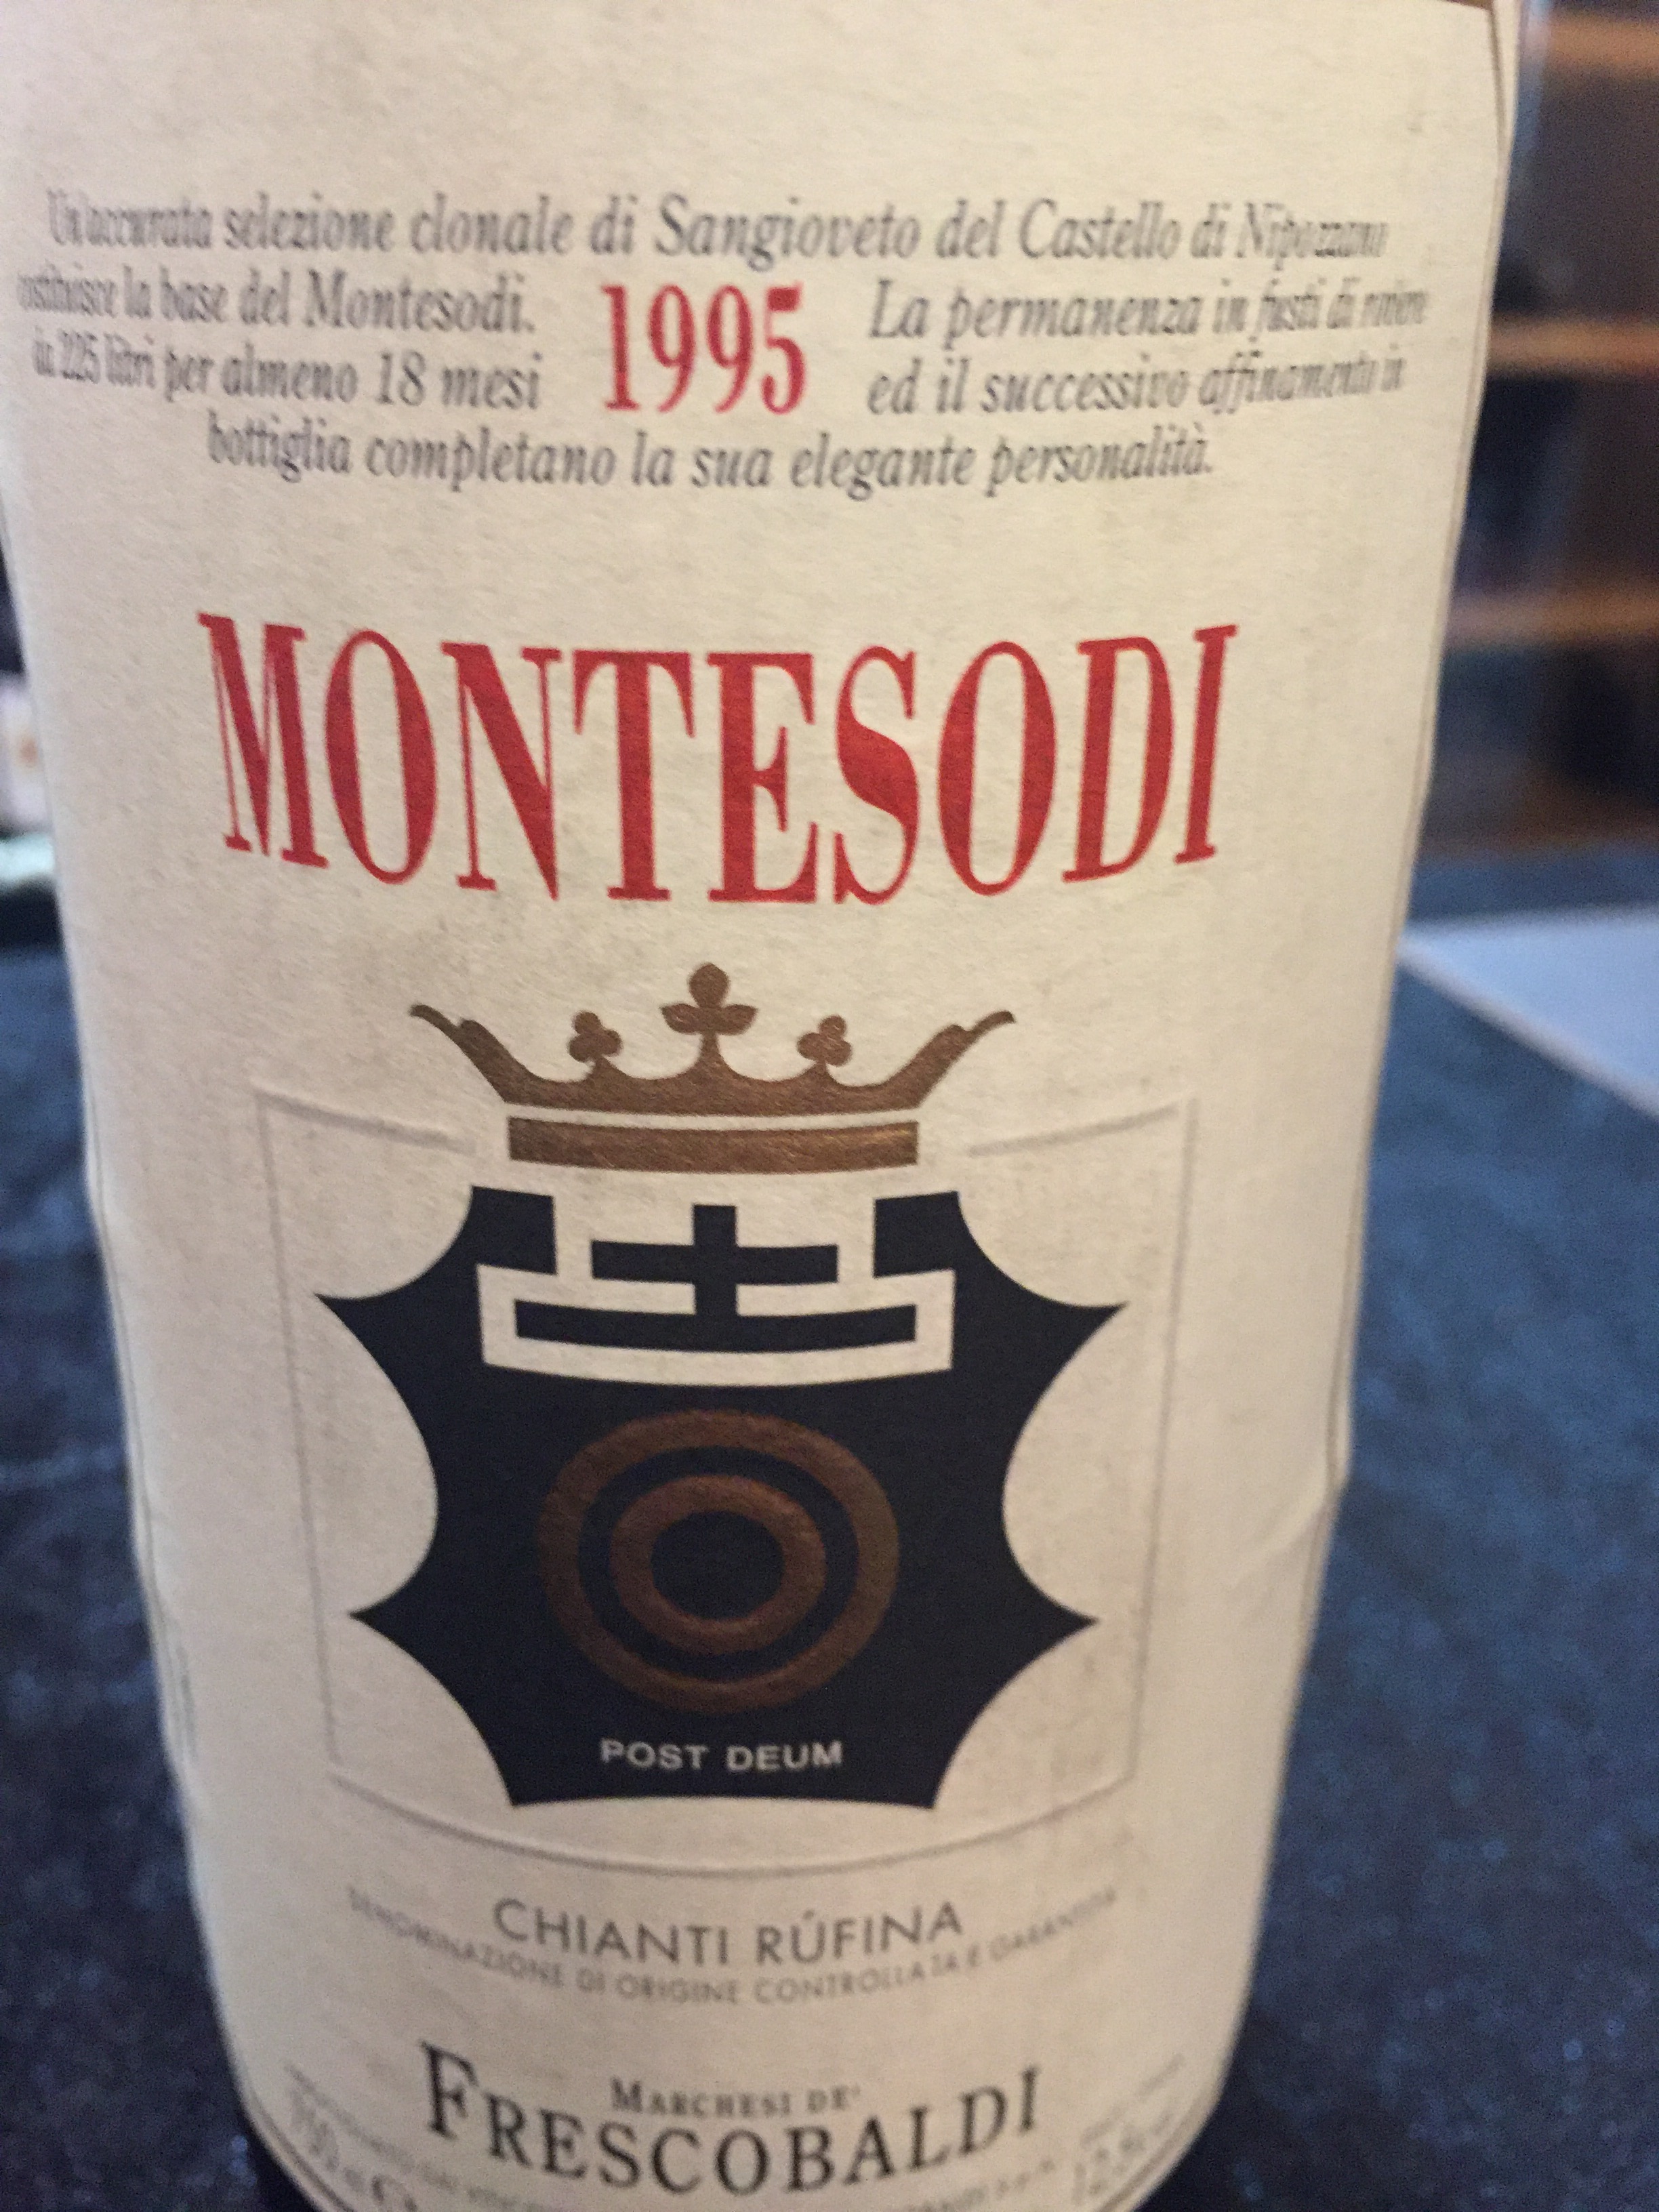 Un'accurata selezione clonale di Sangioveto del Castello di Nipozzano
costituisce la base del Montesodi. 1995 La permanenza in fusti di rovere
da 225 litri per almeno 18 mesi ed il successivo affinamento in
bottiglia completano la sua elegante personalità.
MONTESODI
POST DEUM
CHIANTI RÚFINA
DENOMINAZIONE DI ORIGINE CONTROLLATA E GARANTITA
MARCHESI DE'
FRESCOBALDI
750 ml e